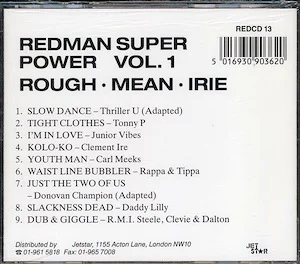 REDMAN SUPER
POWER VOL. 1
ROUGH · MEAN · IRIE
REDCD 13
5 016930 903620
1. SLOW DANCE – Thriller U (Adapted)
2. TIGHT CLOTHES – Tonny P
3. I'M IN LOVE – Junior Vibes
4. KOLO-KO – Clement Ire
5. YOUTH MAN – Carl Meeks
6. WAIST LINE BUBBLER – Rappa & Tippa
7. JUST THE TWO OF US
– Donovan Champion (Adapted)
8. SLACKNESS DEAD – Daddy Lilly
9. DUB & GIGGLE – R.M.I. Steele, Clevie & Dalton
Distributed by Jetstar, 1155 Acton Lane, London NW10
☎ 01-961 5818 Fax 01-965 7008
JET
ST★R